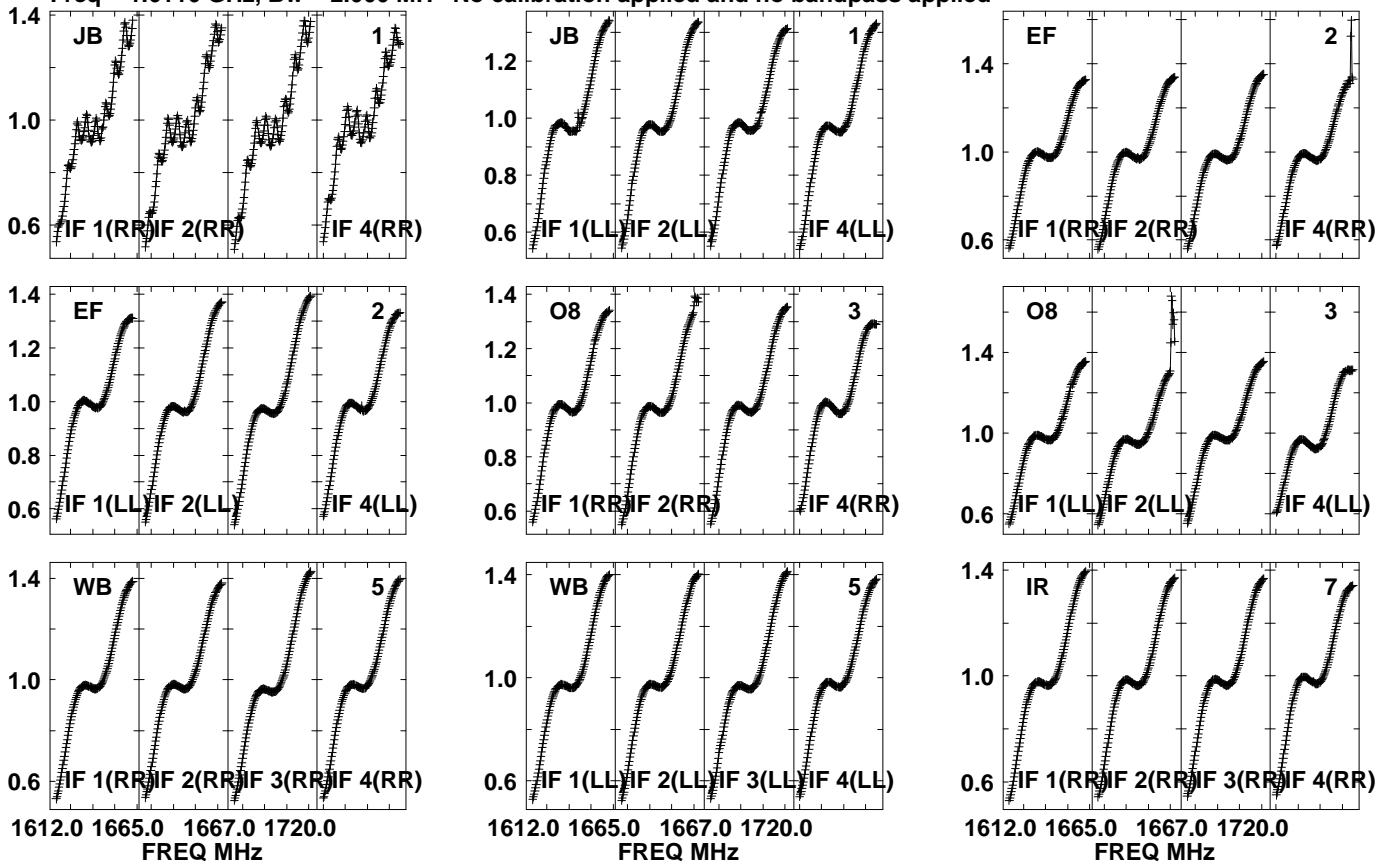 No calibration applied and no bandpass applied
JB 1
1.4
1.0
0.6
IF 1(RR) IF 2(RR) IF 4(RR)
JB 1
1.4
1.2
1.0
0.8
0.6
IF 1(LL) IF 2(LL) IF 4(LL)
EF 2
1.4
1.0
0.6
IF 1(RR) IF 2(RR) IF 4(RR)
EF 2
1.4
1.2
1.0
0.8
0.6
IF 1(LL) IF 2(LL) IF 4(LL)
O8 3
1.4
1.2
1.0
0.8
0.6
IF 1(RR) IF 2(RR) IF 4(RR)
O8 3
1.4
1.0
0.6
IF 1(LL) IF 2(LL) IF 4(LL)
WB 5
1.4
1.0
0.6
IF 1(RR) IF 2(RR) IF 3(RR) IF 4(RR)
1612.0 1665.0 1667.0 1720.0
FREQ MHz
WB 5
1.4
1.0
0.6
IF 1(LL) IF 2(LL) IF 3(LL) IF 4(LL)
1612.0 1665.0 1667.0 1720.0
FREQ MHz
IR 7
1.4
1.0
0.6
IF 1(RR) IF 2(RR) IF 3(RR) IF 4(RR)
1612.0 1665.0 1667.0 1720.0
FREQ MHz